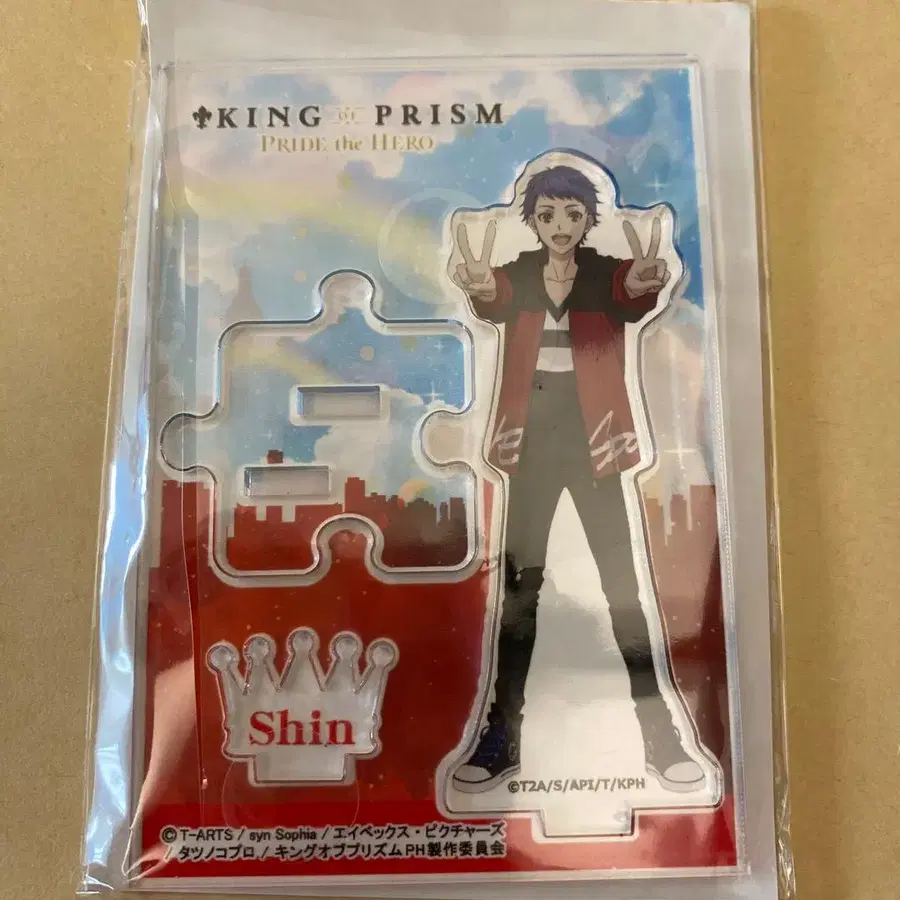 KING OF PRISM
PRIDE the HERO
Shin
©T2A/S/API/T/KPH
©T-ARTS / syn Sophia / エイベックス・ピクチャーズ
/ タツノコプロ / キングオブプリズムPH製作委員会